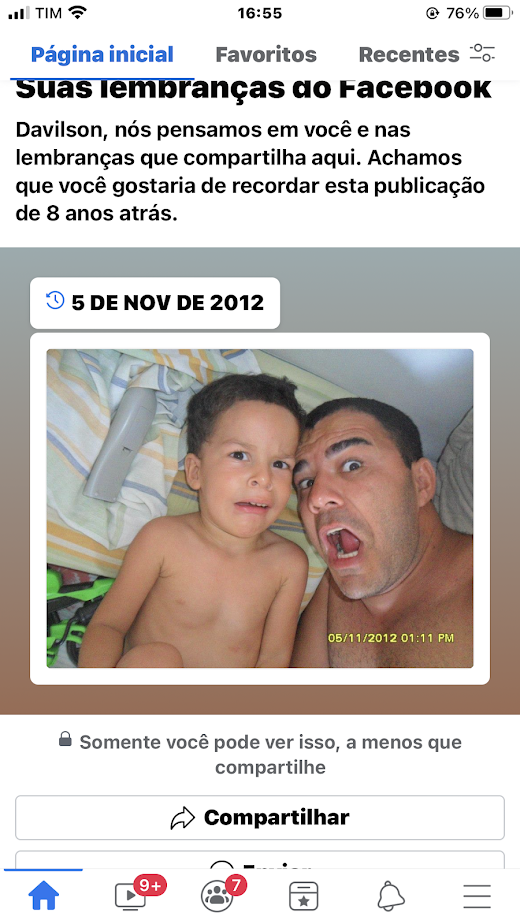 TIM 16:55 76%
Página inicial Favoritos Recentes
Suas lembranças do Facebook
Davilson, nós pensamos em você e nas
lembranças que compartilha aqui. Achamos
que você gostaria de recordar esta publicação
de 8 anos atrás.
5 DE NOV DE 2012
05/11/2012 01:11 PM
Somente você pode ver isso, a menos que
compartilhe
Compartilhar
9+ 7